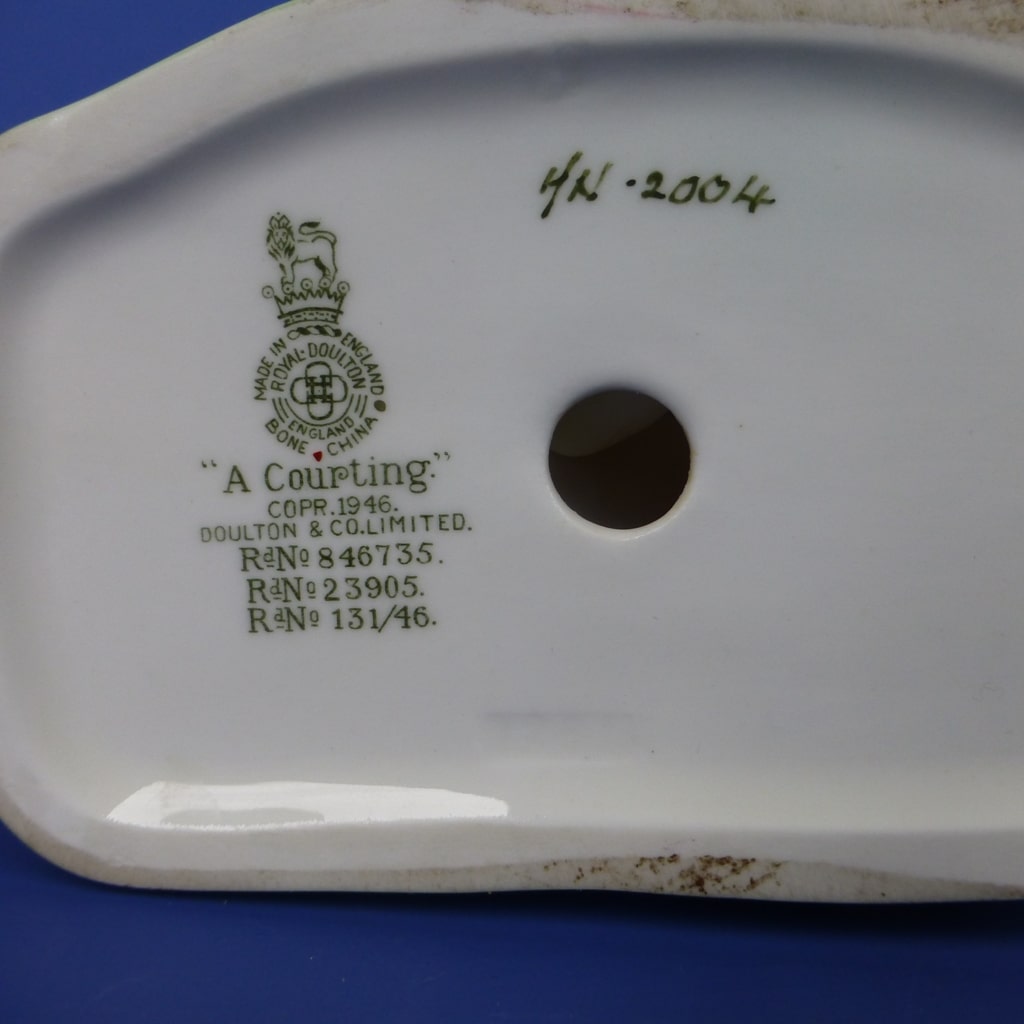 HN · 2004
MADE IN ENGLAND
ROYAL·DOULTON
ENGLAND
BONE CHINA
“A Courting.”
COPR.1946.
DOULTON & CO.LIMITED.
RdNo 846735.
RdNo 23905.
RdNo 131/46.